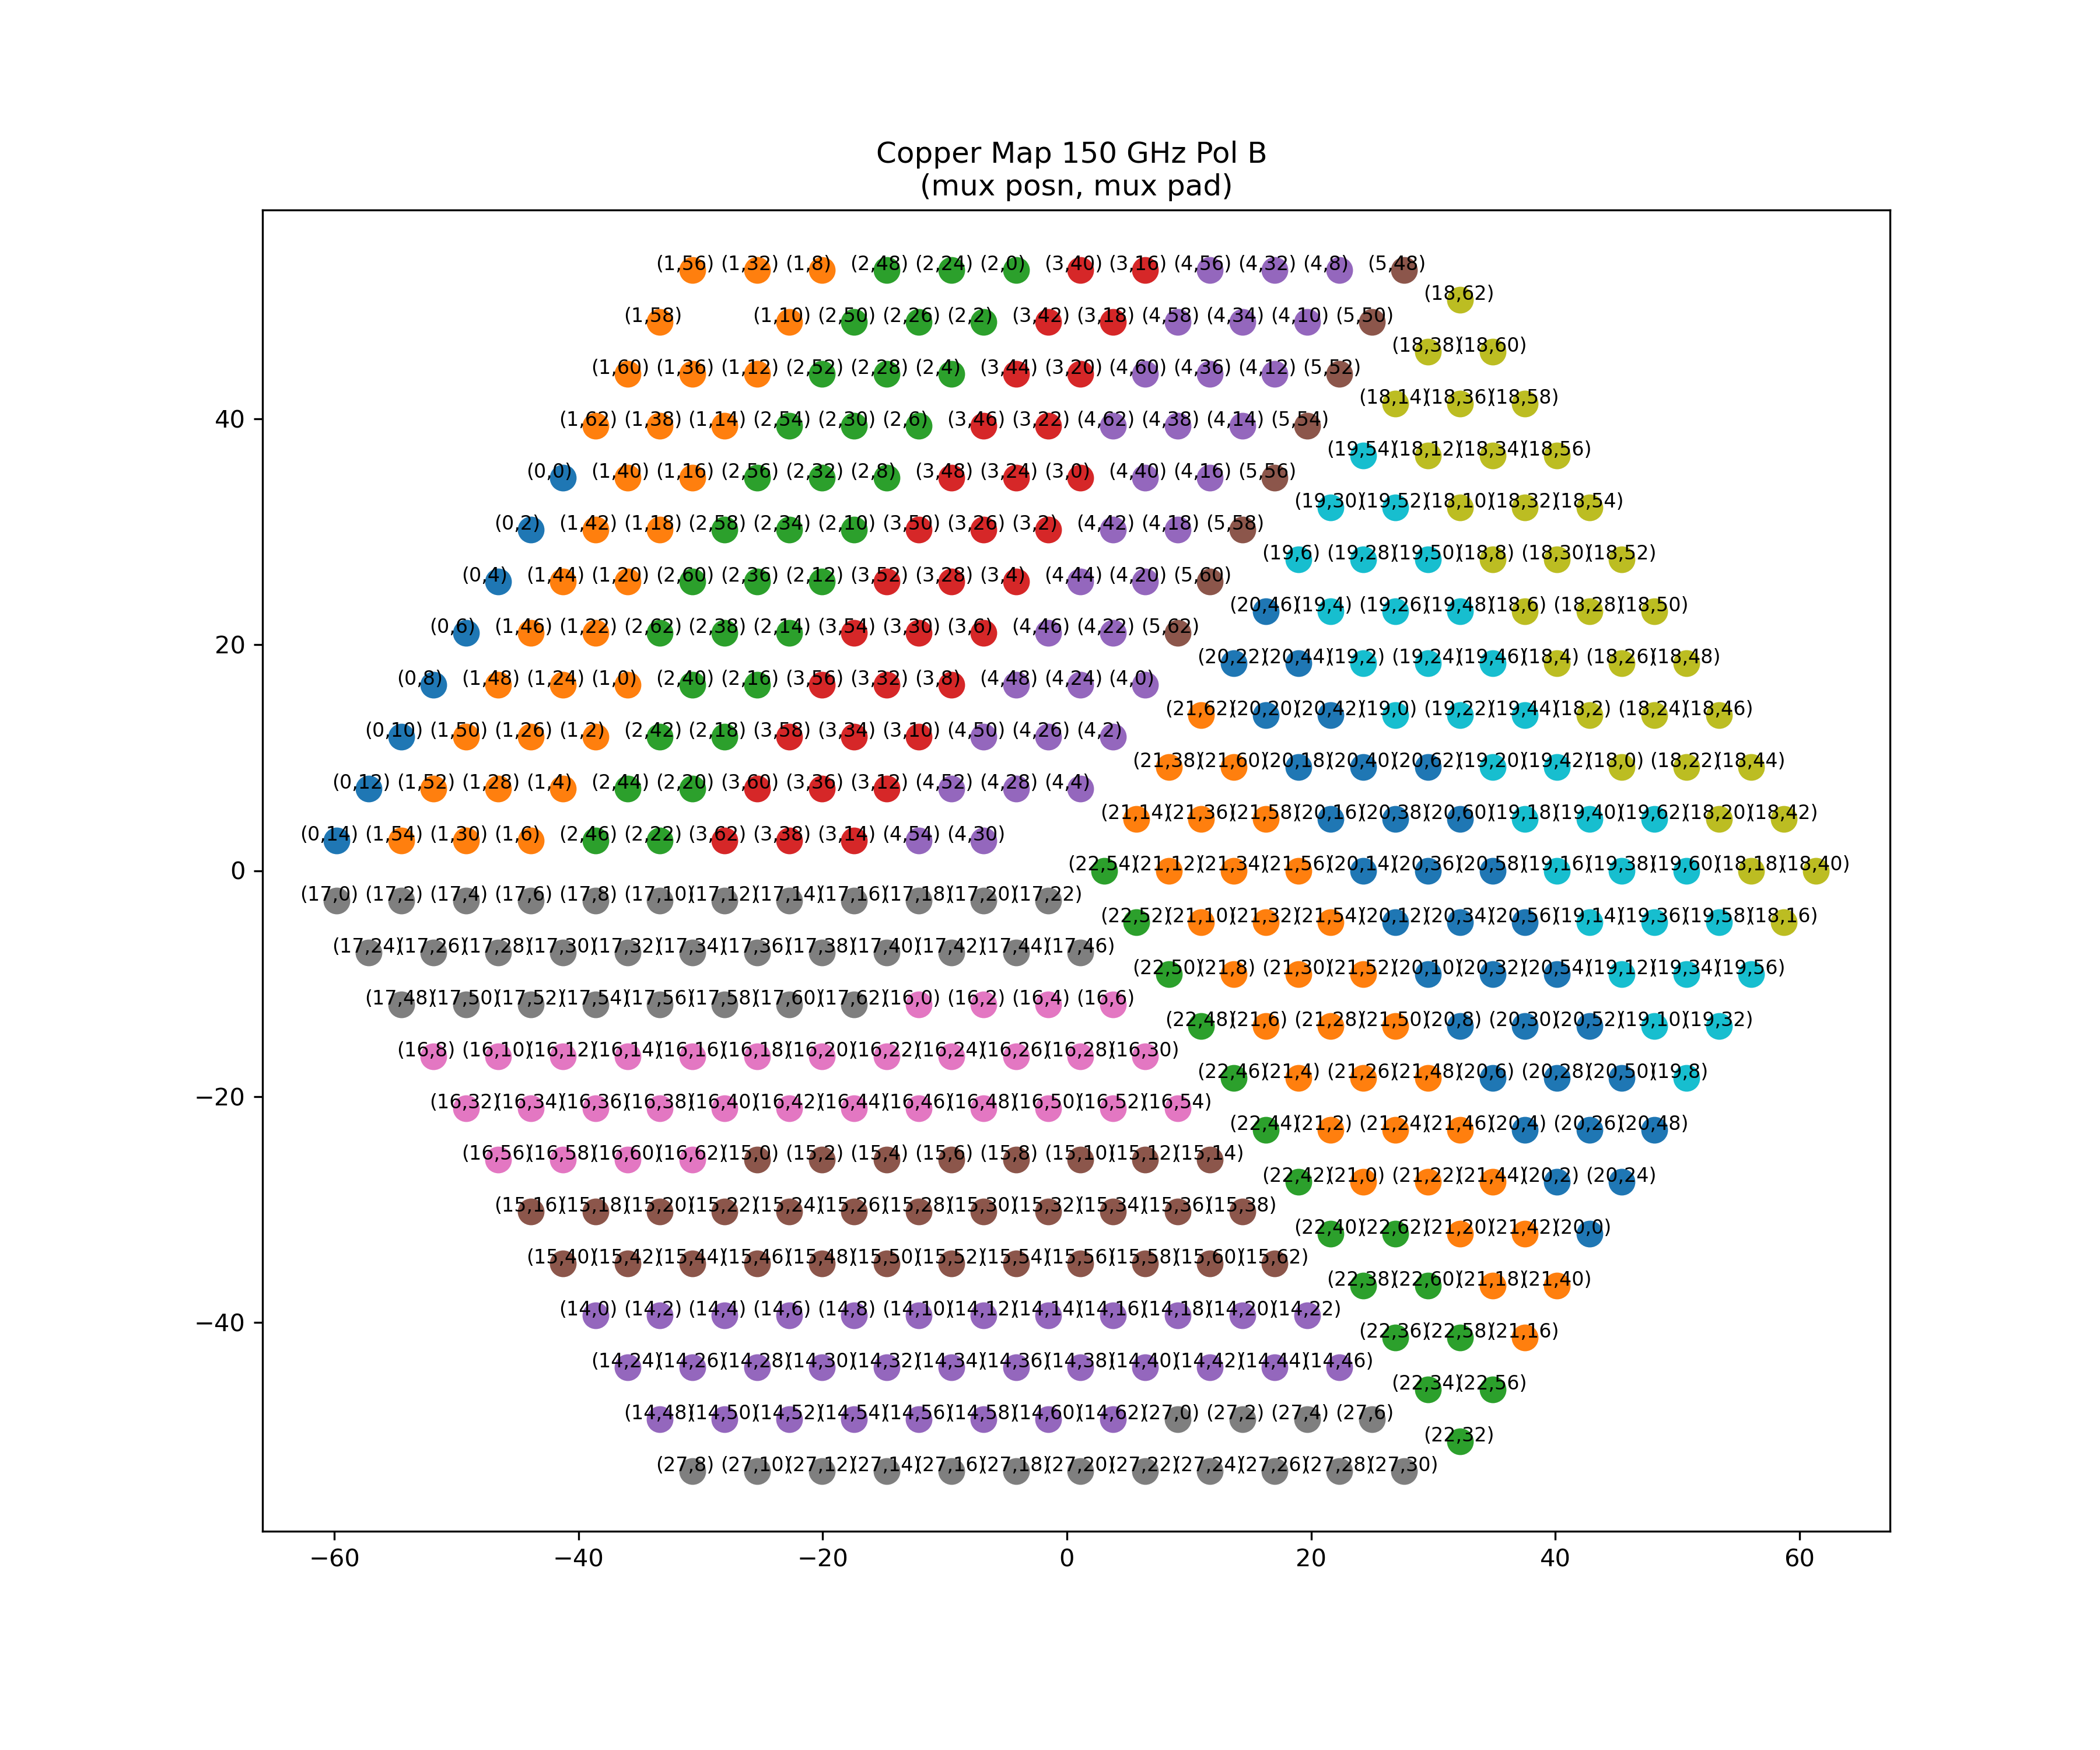 Copper Map 150 GHz Pol B
(mux posn, mux pad)
(1,56) (1,32) (1,8) (2,48) (2,24) (2,0) (3,40) (3,16) (4,56) (4,32) (4,8) (5,48)
(18,62)
(1,58) (1,10) (2,50) (2,26) (2,2) (3,42) (3,18) (4,58) (4,34) (4,10) (5,50)
(18,38) (18,60)
(1,60) (1,36) (1,12) (2,52) (2,28) (2,4) (3,44) (3,20) (4,60) (4,36) (4,12) (5,52)
(18,14) (18,36) (18,58)
40
(1,62) (1,38) (1,14) (2,54) (2,30) (2,6) (3,46) (3,22) (4,62) (4,38) (4,14) (5,54)
(19,54) (18,12) (18,34) (18,56)
(0,0) (1,40) (1,16) (2,56) (2,32) (2,8) (3,48) (3,24) (3,0) (4,40) (4,16) (5,56)
(19,30) (19,52) (18,10) (18,32) (18,54)
(0,2) (1,42) (1,18) (2,58) (2,34) (2,10) (3,50) (3,26) (3,2) (4,42) (4,18) (5,58)
(19,6) (19,28) (19,50) (18,8) (18,30) (18,52)
(0,4) (1,44) (1,20) (2,60) (2,36) (2,12) (3,52) (3,28) (3,4) (4,44) (4,20) (5,60)
(20,46) (19,4) (19,26) (19,48) (18,6) (18,28) (18,50)
20
(0,6) (1,46) (1,22) (2,62) (2,38) (2,14) (3,54) (3,30) (3,6) (4,46) (4,22) (5,62)
(20,22) (20,44) (19,2) (19,24) (19,46) (18,4) (18,26) (18,48)
(0,8) (1,48) (1,24) (1,0) (2,40) (2,16) (3,56) (3,32) (3,8) (4,48) (4,24) (4,0)
(21,62) (20,20) (20,42) (19,0) (19,22) (19,44) (18,2) (18,24) (18,46)
(0,10) (1,50) (1,26) (1,2) (2,42) (2,18) (3,58) (3,34) (3,10) (4,50) (4,26) (4,2)
(21,38) (21,60) (20,18) (20,40) (20,62) (19,20) (19,42) (18,0) (18,22) (18,44)
(0,12) (1,52) (1,28) (1,4) (2,44) (2,20) (3,60) (3,36) (3,12) (4,52) (4,28) (4,4)
(21,14) (21,36) (21,58) (20,16) (20,38) (20,60) (19,18) (19,40) (19,62) (18,20) (18,42)
(0,14) (1,54) (1,30) (1,6) (2,46) (2,22) (3,62) (3,38) (3,14) (4,54) (4,30)
0
(22,54) (21,12) (21,34) (21,56) (20,14) (20,36) (20,58) (19,16) (19,38) (19,60) (18,18) (18,40)
(17,0) (17,2) (17,4) (17,6) (17,8) (17,10) (17,12) (17,14) (17,16) (17,18) (17,20) (17,22)
(22,52) (21,10) (21,32) (21,54) (20,12) (20,34) (20,56) (19,14) (19,36) (19,58) (18,16)
(17,24) (17,26) (17,28) (17,30) (17,32) (17,34) (17,36) (17,38) (17,40) (17,42) (17,44) (17,46)
(22,50) (21,8) (21,30) (21,52) (20,10) (20,32) (20,54) (19,12) (19,34) (19,56)
(17,48) (17,50) (17,52) (17,54) (17,56) (17,58) (17,60) (17,62) (16,0) (16,2) (16,4) (16,6)
(22,48) (21,6) (21,28) (21,50) (20,8) (20,30) (20,52) (19,10) (19,32)
(16,8) (16,10) (16,12) (16,14) (16,16) (16,18) (16,20) (16,22) (16,24) (16,26) (16,28) (16,30)
(22,46) (21,4) (21,26) (21,48) (20,6) (20,28) (20,50) (19,8)
−20
(16,32) (16,34) (16,36) (16,38) (16,40) (16,42) (16,44) (16,46) (16,48) (16,50) (16,52) (16,54)
(22,44) (21,2) (21,24) (21,46) (20,4) (20,26) (20,48)
(16,56) (16,58) (16,60) (16,62) (15,0) (15,2) (15,4) (15,6) (15,8) (15,10) (15,12) (15,14)
(22,42) (21,0) (21,22) (21,44) (20,2) (20,24)
(15,16) (15,18) (15,20) (15,22) (15,24) (15,26) (15,28) (15,30) (15,32) (15,34) (15,36) (15,38)
(22,40) (22,62) (21,20) (21,42) (20,0)
(15,40) (15,42) (15,44) (15,46) (15,48) (15,50) (15,52) (15,54) (15,56) (15,58) (15,60) (15,62)
(22,38) (22,60) (21,18) (21,40)
−40
(14,0) (14,2) (14,4) (14,6) (14,8) (14,10) (14,12) (14,14) (14,16) (14,18) (14,20) (14,22)
(22,36) (22,58) (21,16)
(14,24) (14,26) (14,28) (14,30) (14,32) (14,34) (14,36) (14,38) (14,40) (14,42) (14,44) (14,46)
(22,34) (22,56)
(14,48) (14,50) (14,52) (14,54) (14,56) (14,58) (14,60) (14,62) (27,0) (27,2) (27,4) (27,6)
(22,32)
(27,8) (27,10) (27,12) (27,14) (27,16) (27,18) (27,20) (27,22) (27,24) (27,26) (27,28) (27,30)
−60 −40 −20 0 20 40 60